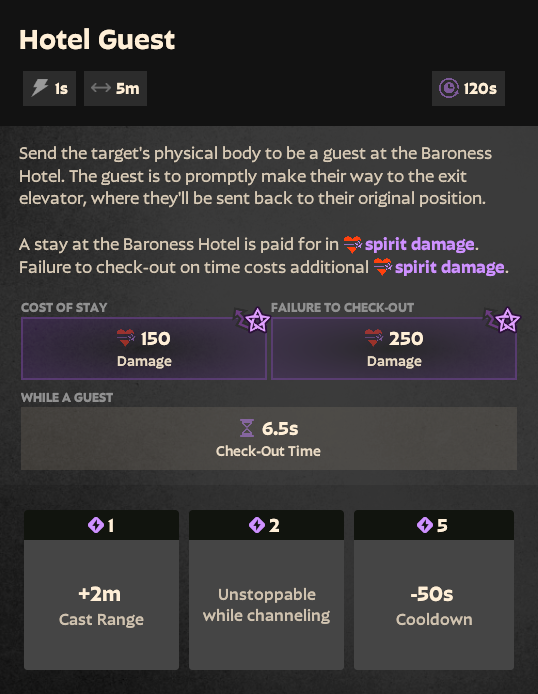 Hotel Guest
1s 5m 120s
Send the target's physical body to be a guest at the Baroness
Hotel. The guest is to promptly make their way to the exit
elevator, where they'll be sent back to their original position.
A stay at the Baroness Hotel is paid for in spirit damage.
Failure to check-out on time costs additional spirit damage.
COST OF STAY
150
Damage
FAILURE TO CHECK-OUT
250
Damage
WHILE A GUEST
6.5s
Check-Out Time
1
+2m
Cast Range
2
Unstoppable
while channeling
5
-50s
Cooldown